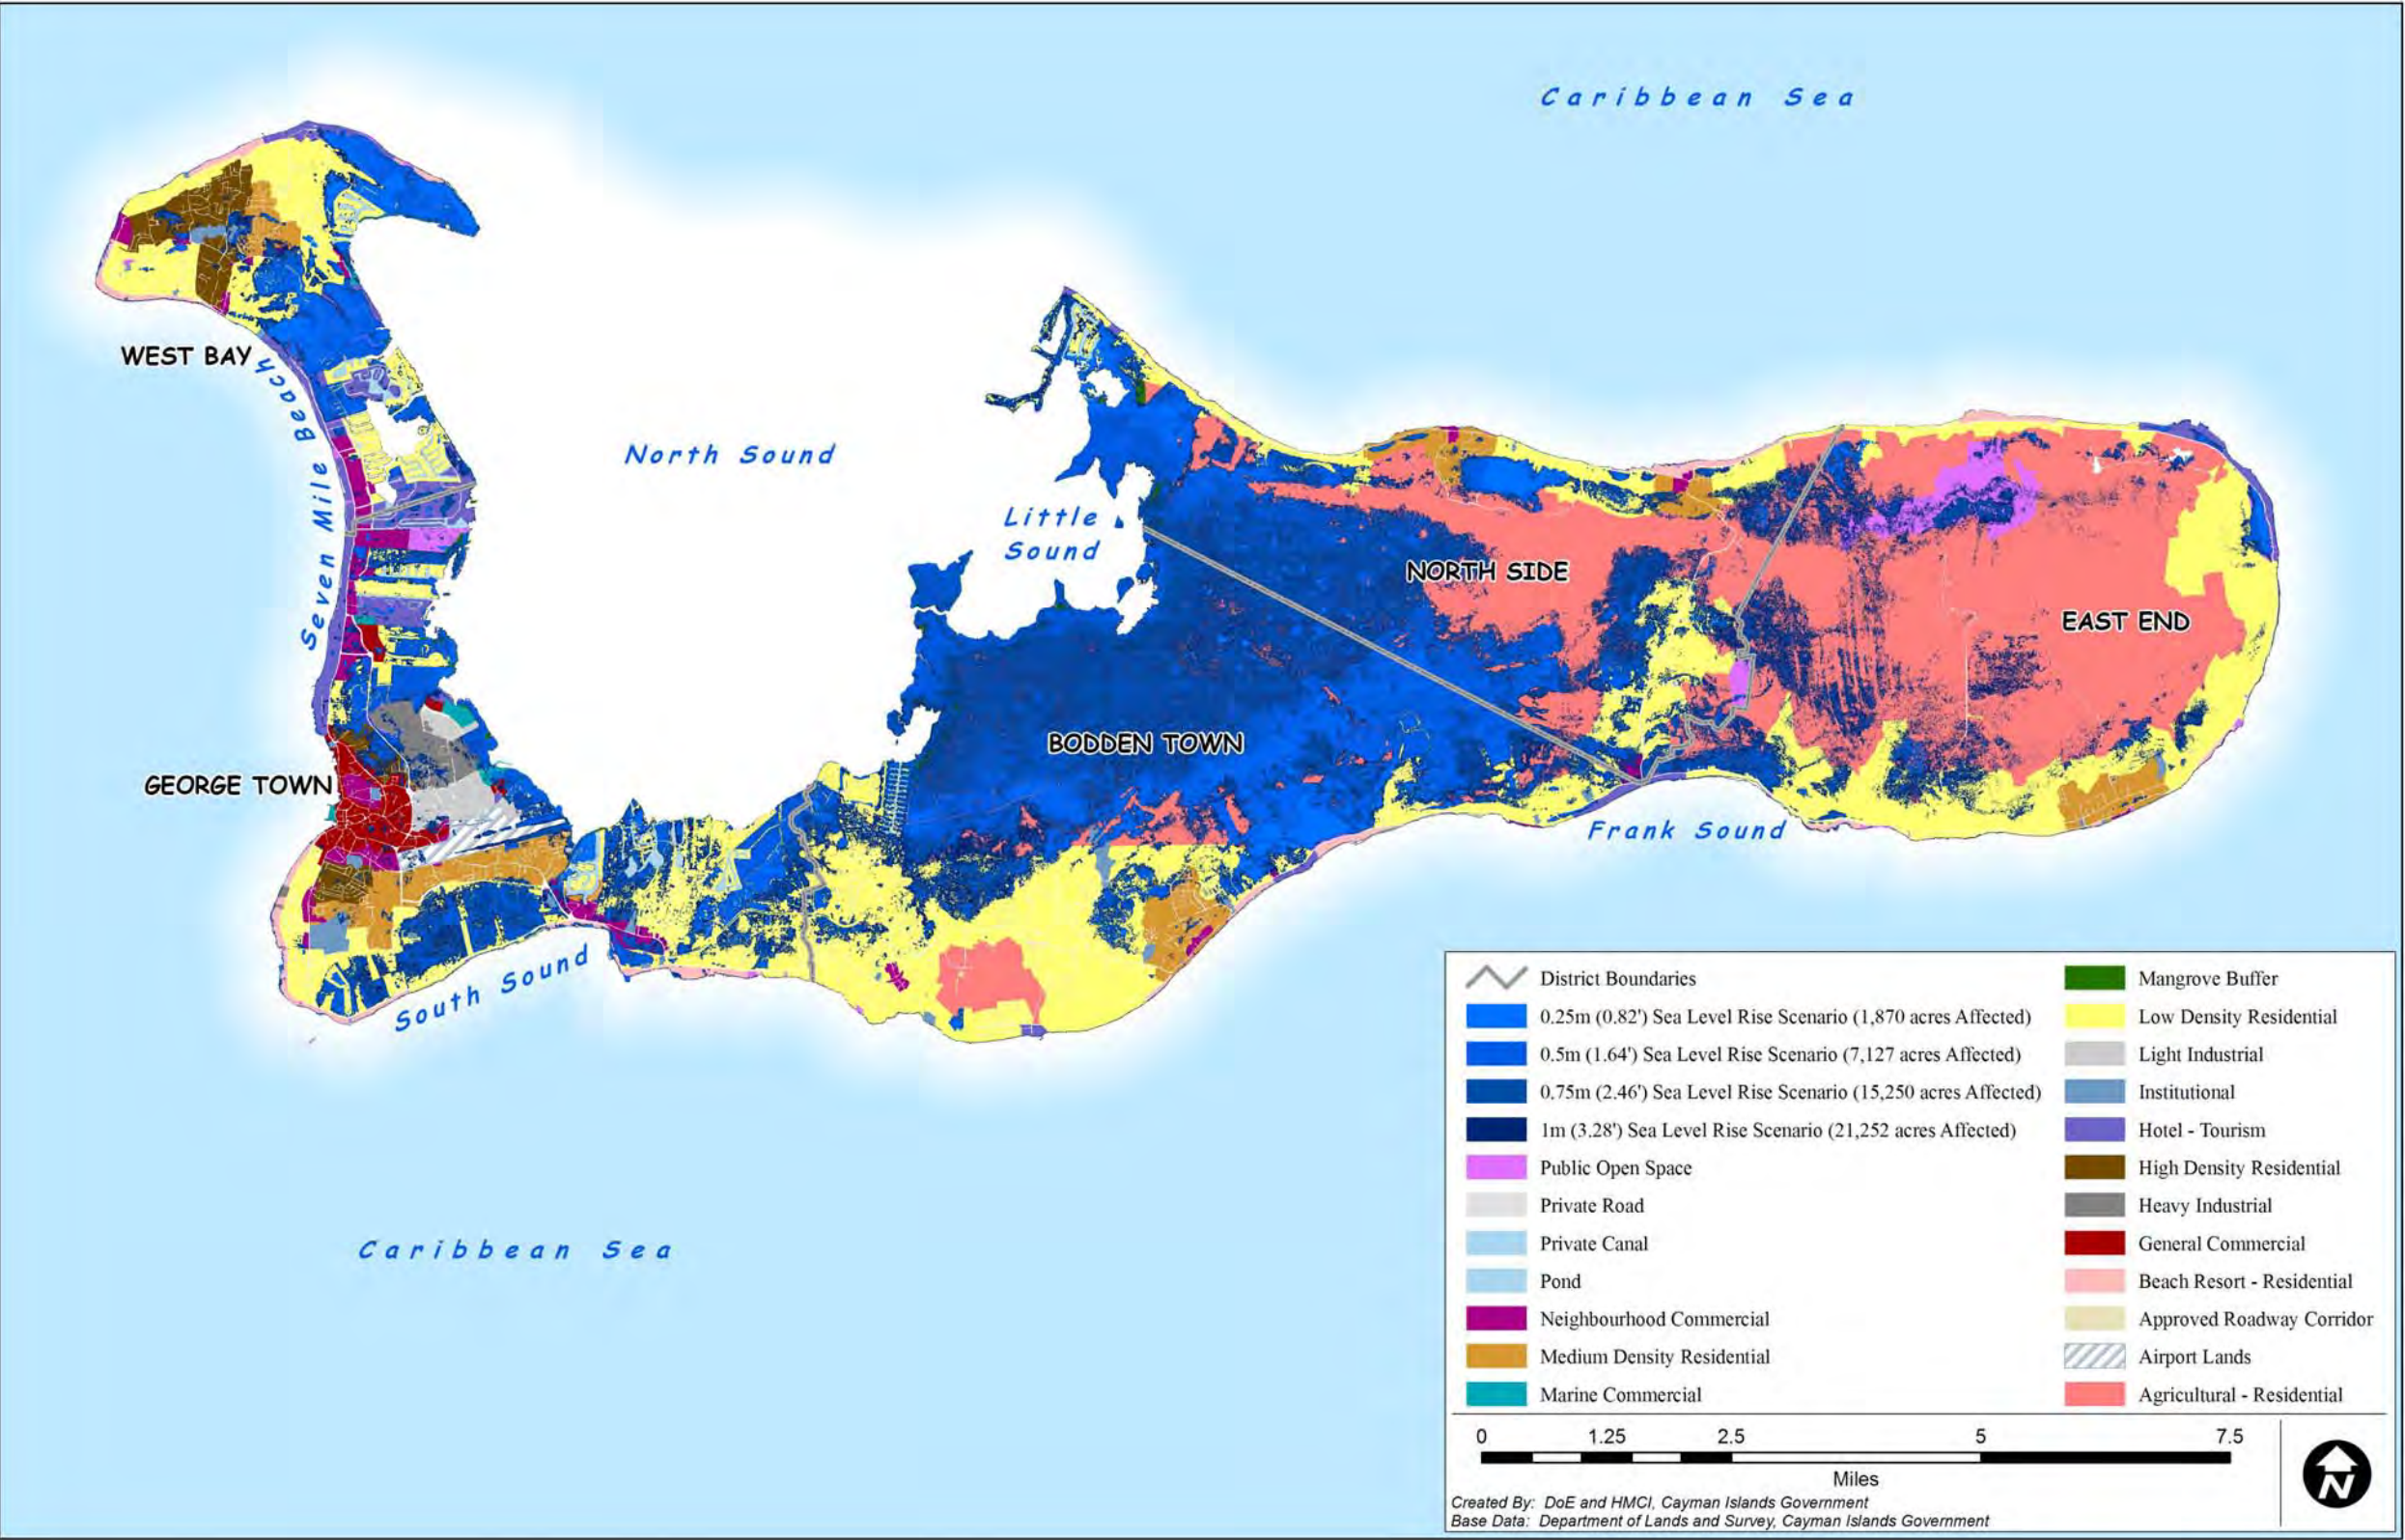 Caribbean Sea
WEST BAY
Seven Mile Beach
North Sound
Little
Sound
NORTH SIDE
EAST END
BODDEN TOWN
GEORGE TOWN
Frank Sound
South Sound
Caribbean Sea
District Boundaries
0.25m (0.82') Sea Level Rise Scenario (1,870 acres Affected)
0.5m (1.64') Sea Level Rise Scenario (7,127 acres Affected)
0.75m (2.46') Sea Level Rise Scenario (15,250 acres Affected)
1m (3.28') Sea Level Rise Scenario (21,252 acres Affected)
Public Open Space
Private Road
Private Canal
Pond
Neighbourhood Commercial
Medium Density Residential
Marine Commercial
Mangrove Buffer
Low Density Residential
Light Industrial
Institutional
Hotel - Tourism
High Density Residential
Heavy Industrial
General Commercial
Beach Resort - Residential
Approved Roadway Corridor
Airport Lands
Agricultural - Residential
0 1.25 2.5 5 7.5
Miles
N
Created By: DoE and HMCI, Cayman Islands Government
Base Data: Department of Lands and Survey, Cayman Islands Government